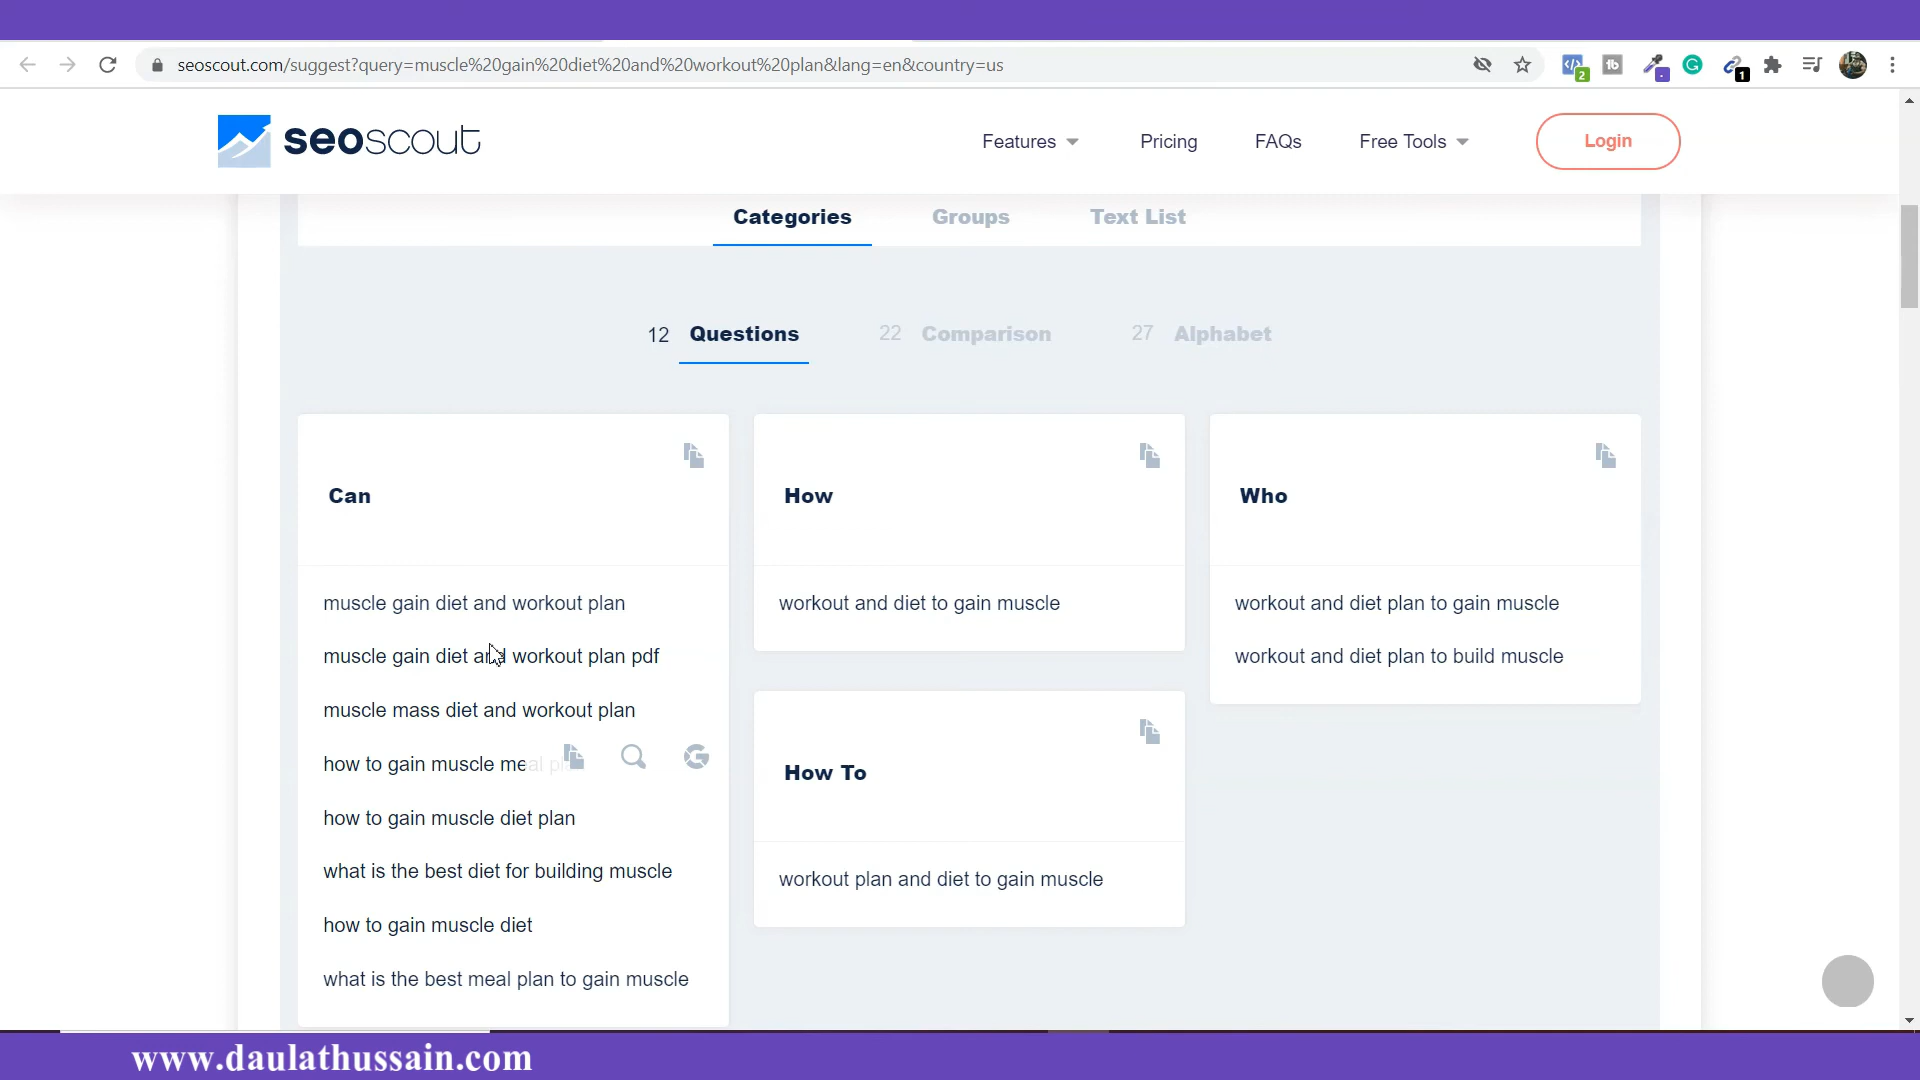 seoscout.com/suggest?query=muscle%20gain%20diet%20and%20workout%20plan&lang=en&country=us
2
tb
1
seoscout
Features
Pricing
FAQs
Free Tools
Login
Categories
Groups
Text List
12 Questions
22 Comparison
27 Alphabet
Can
muscle gain diet and workout plan
muscle gain diet and workout plan pdf
muscle mass diet and workout plan
how to gain muscle meal
how to gain muscle diet plan
what is the best diet for building muscle
how to gain muscle diet
what is the best meal plan to gain muscle
How
workout and diet to gain muscle
How To
workout plan and diet to gain muscle
Who
workout and diet plan to gain muscle
workout and diet plan to build muscle
www.daulathussain.com